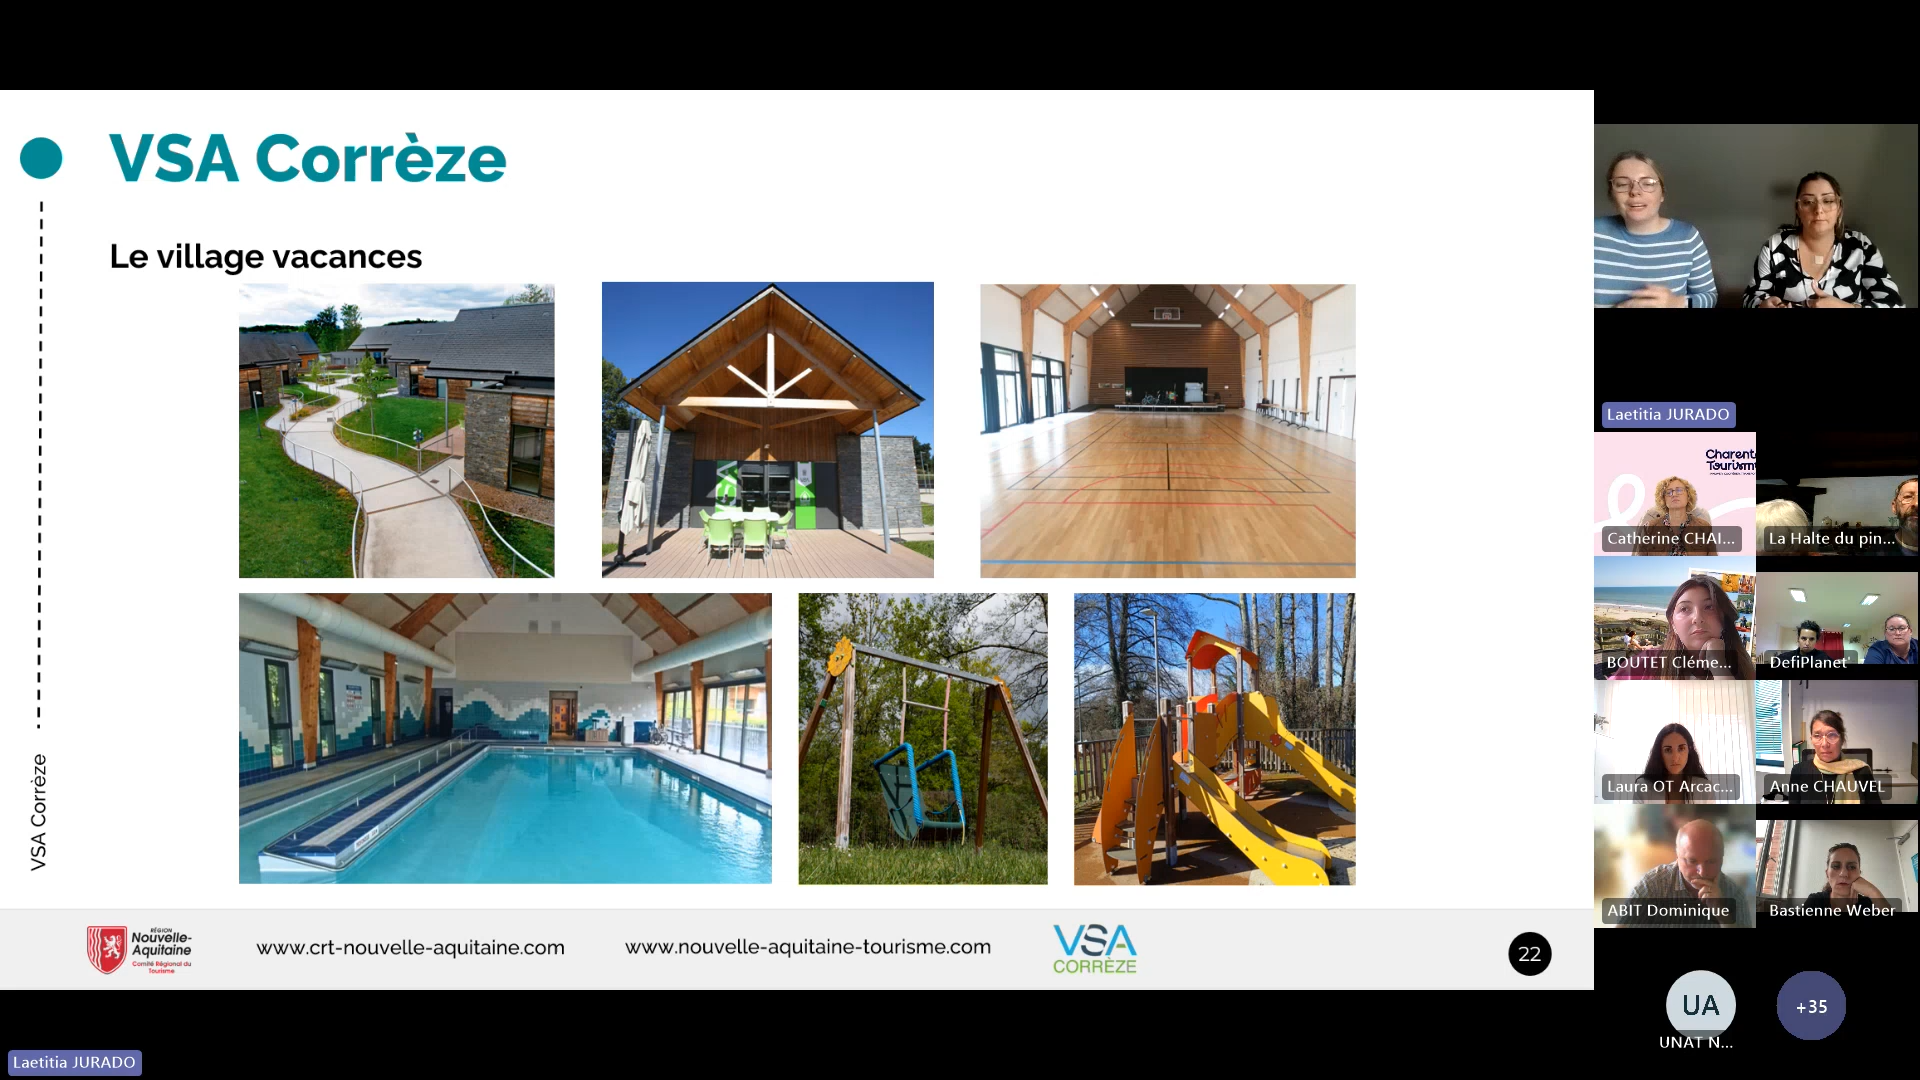 VSA Corrèze
Le village vacances
VSA Corrèze
RÉGION
Nouvelle-
Aquitaine
Comité Régional du
Tourisme
www.crt-nouvelle-aquitaine.com
www.nouvelle-aquitaine-tourisme.com
VSA
CORRÈZE
22
Laetitia JURADO
Laetitia JURADO
Charent
Tourism
Catherine CHAI...
La Halte du pin...
BOUTET Cléme...
DefiPlanet'
Laura OT Arcac...
Anne CHAUVEL
ABIT Dominique
Bastienne Weber
UA
UNAT N...
+35